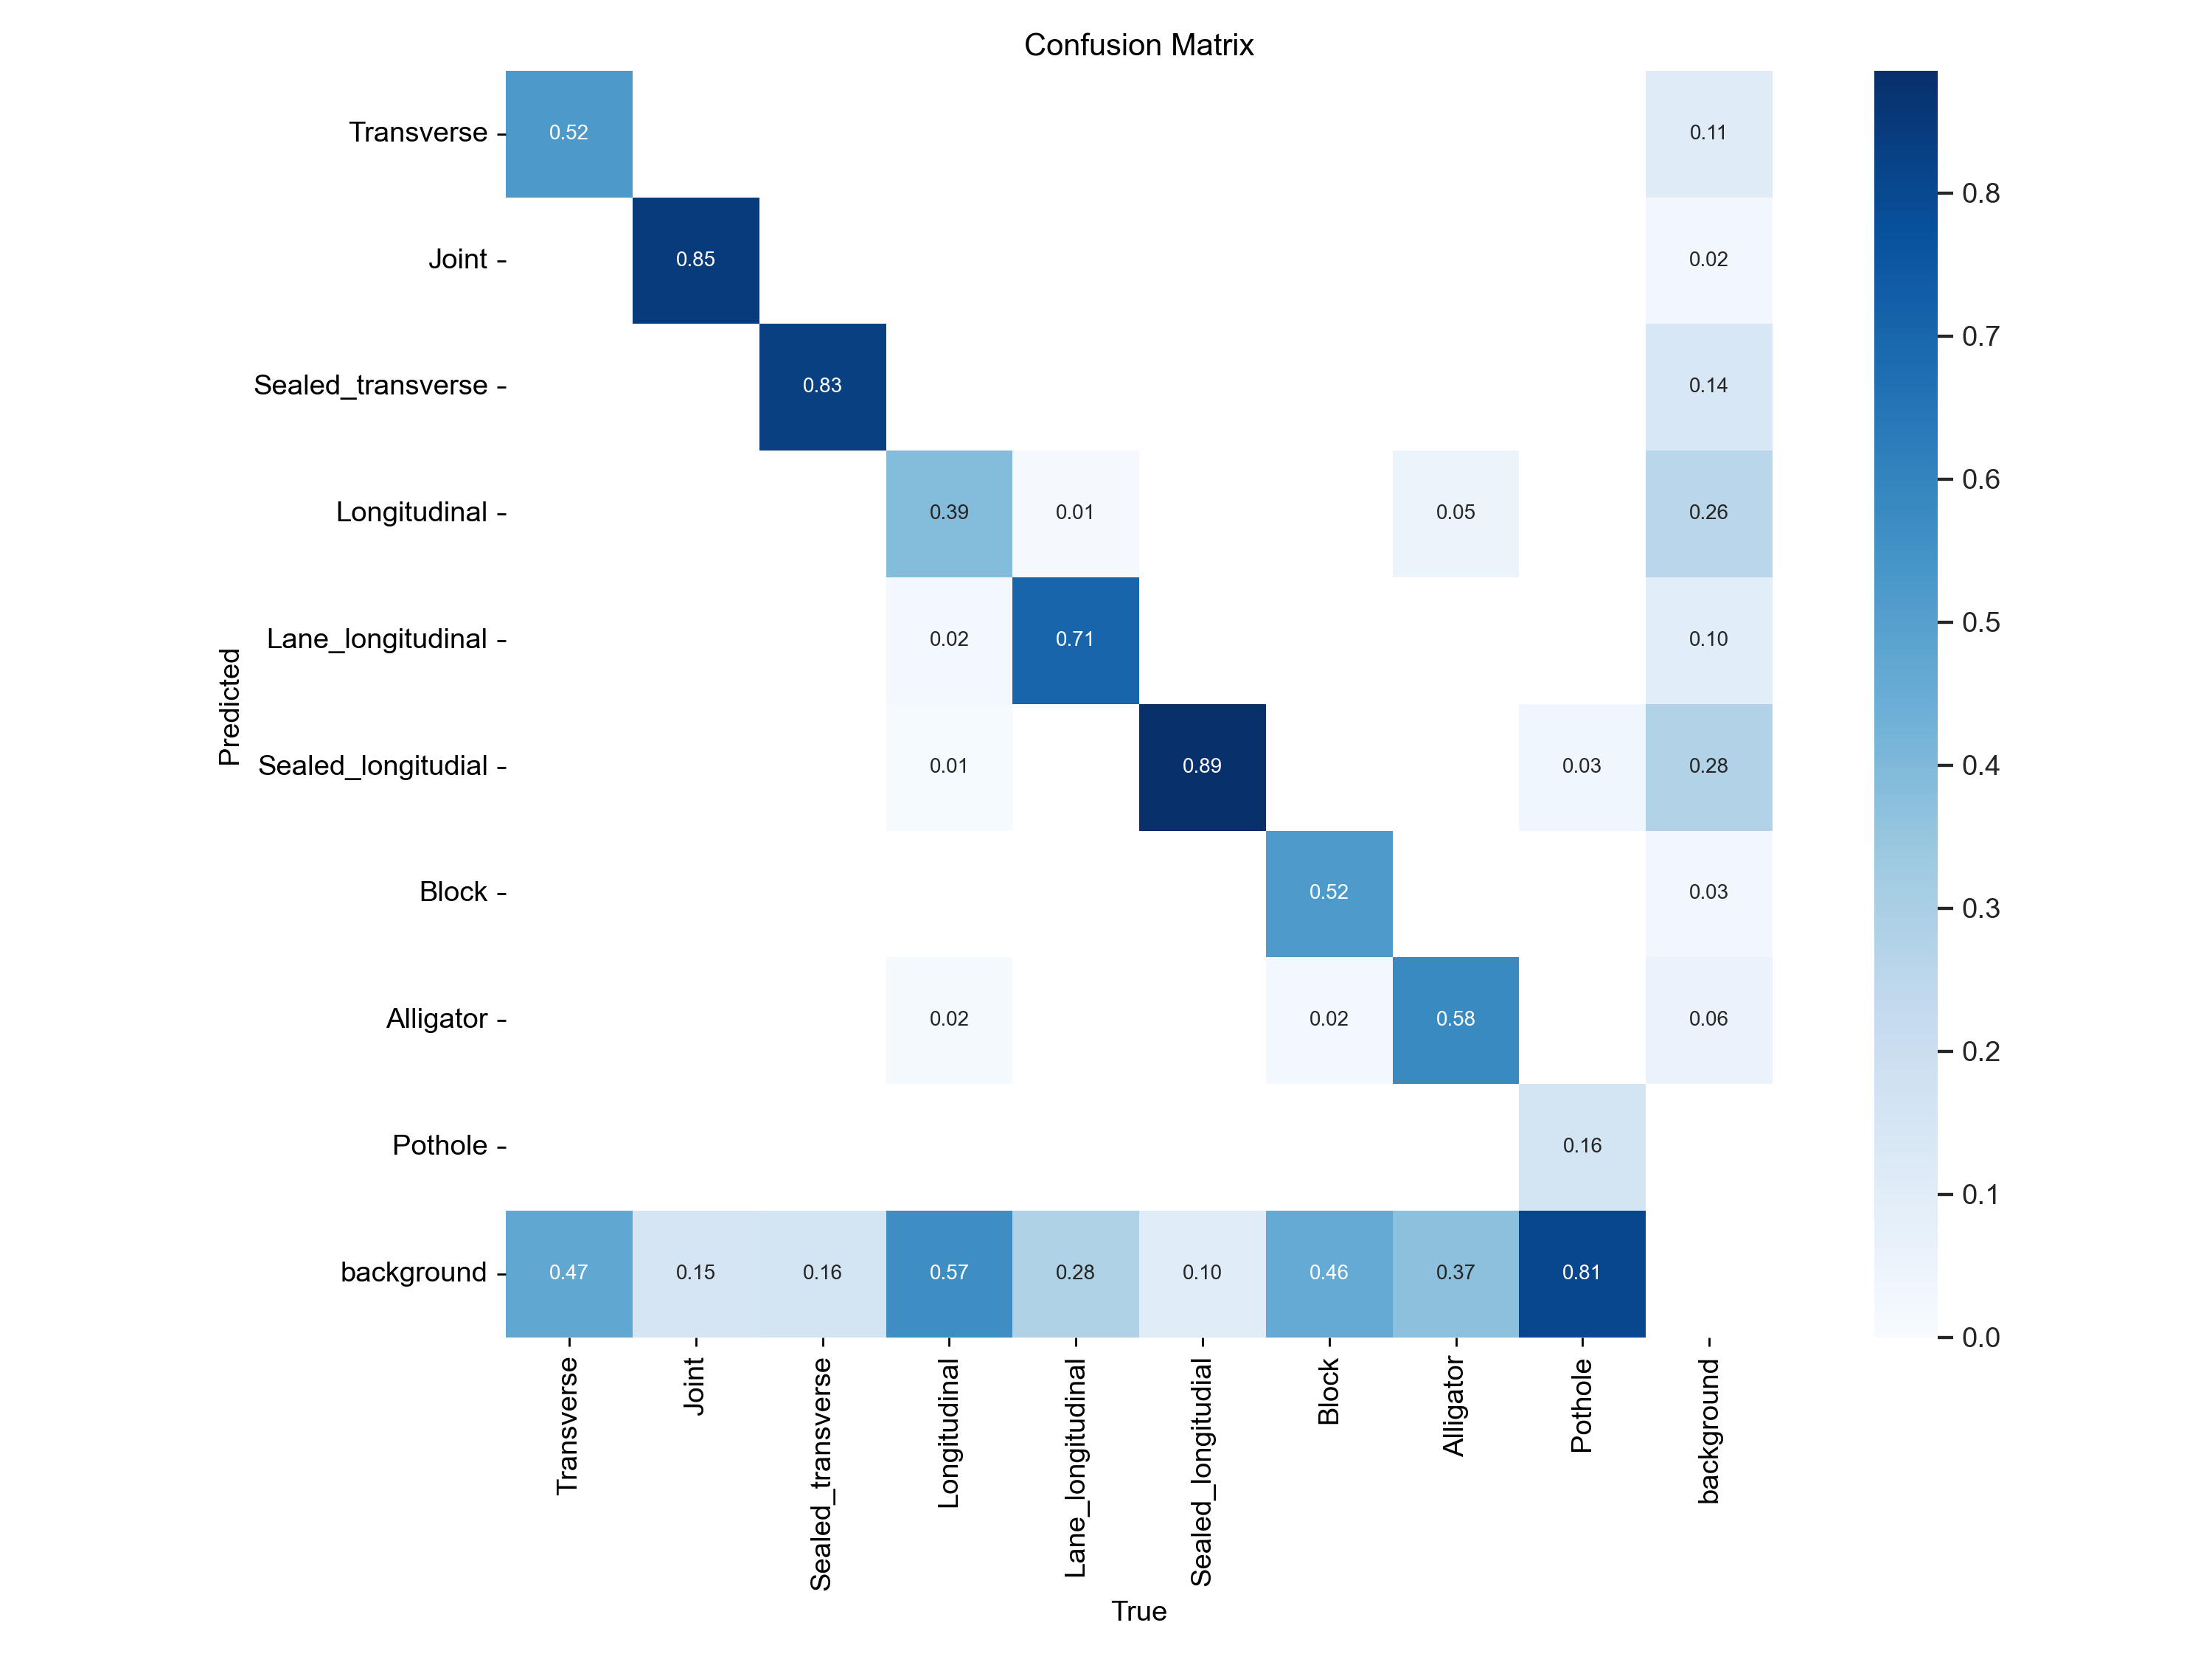 Confusion Matrix
Transverse
0.52
0.11
Joint
0.85
0.02
Sealed_transverse
0.83
0.14
Longitudinal
0.39
0.01
0.05
0.26
Lane_longitudinal
0.02
0.71
0.10
Sealed_longitudial
0.01
0.89
0.03
0.28
Block
0.52
0.03
Alligator
0.02
0.02
0.58
0.06
Pothole
0.16
background
0.47
0.15
0.16
0.57
0.28
0.10
0.46
0.37
0.81
Predicted
Transverse
Joint
Sealed_transverse
Longitudinal
Lane_longitudinal
Sealed_longitudial
Block
Alligator
Pothole
background
True
0.8
0.7
0.6
0.5
0.4
0.3
0.2
0.1
0.0